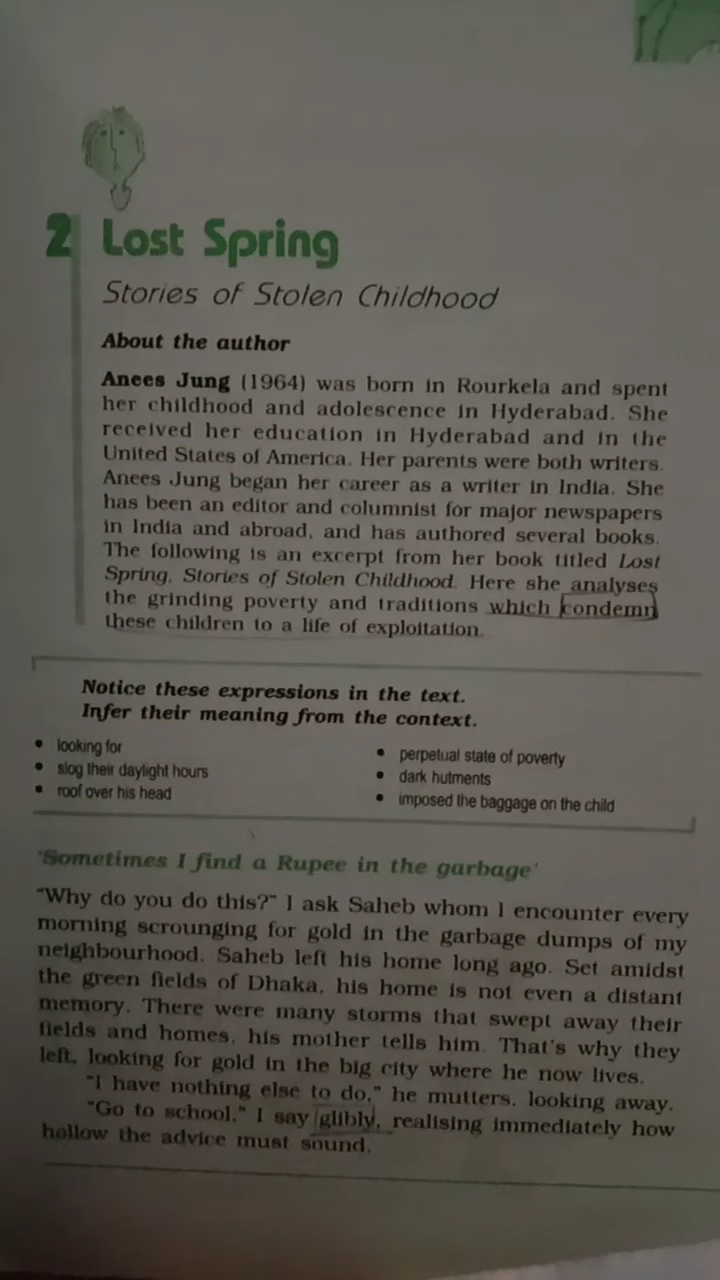 2 Lost Spring
Stories of Stolen Childhood
About the author
Anees Jung (1964) was born in Rourkela and spent
her childhood and adolescence in Hyderabad. She
received her education in Hyderabad and in the
United States of America. Her parents were both writers.
Anees Jung began her career as a writer in India. She
has been an editor and columnist for major newspapers
in India and abroad, and has authored several books.
The following is an excerpt from her book titled Lost
Spring, Stories of Stolen Childhood. Here she analyses
the grinding poverty and traditions which condemn
these children to a life of exploitation.
Notice these expressions in the text.
Infer their meaning from the context.
• looking for
• slog their daylight hours
• roof over his head
• perpetual state of poverty
• dark hutments
• imposed the baggage on the child
'Sometimes I find a Rupee in the garbage'
"Why do you do this?" I ask Saheb whom I encounter every
morning scrounging for gold in the garbage dumps of my
neighbourhood. Saheb left his home long ago. Set amidst
the green fields of Dhaka, his home is not even a distant
memory. There were many storms that swept away their
fields and homes, his mother tells him. That's why they
left, looking for gold in the big city where he now lives.
"I have nothing else to do," he mutters, looking away.
"Go to school," I say glibly, realising immediately how
hollow the advice must sound.